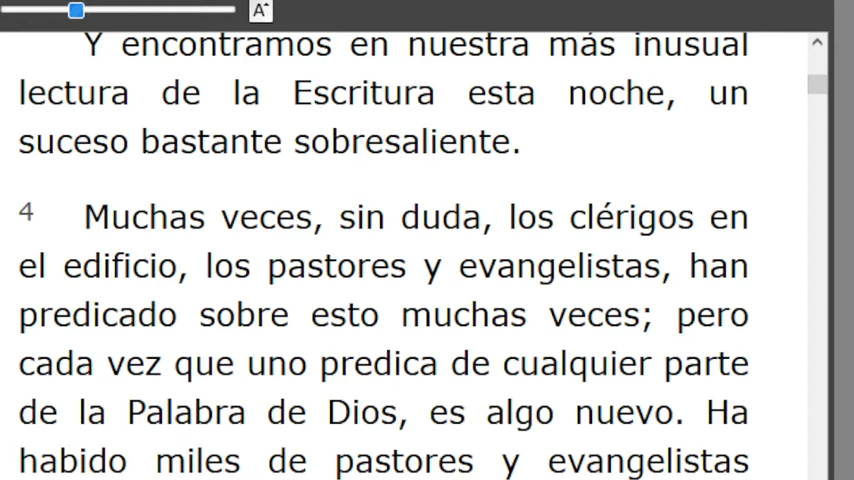 A
Y encontramos en nuestra más inusual
lectura de la Escritura esta noche, un
suceso bastante sobresaliente.
4 Muchas veces, sin duda, los clérigos en
el edificio, los pastores y evangelistas, han
predicado sobre esto muchas veces; pero
cada vez que uno predica de cualquier parte
de la Palabra de Dios, es algo nuevo. Ha
habido miles de pastores y evangelistas